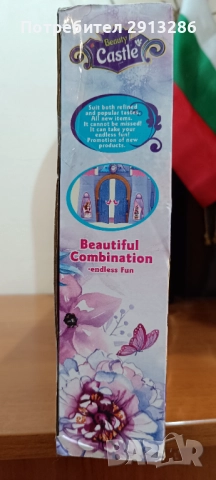 Потребител 2913286
Beauty
Castle
Suit both refined
and popular tastes.
All new items.
It cannot be missed!
It can take your
endless fun!
Promotion of new
products.
Beautiful
Combination
-endless fun
BAZAR